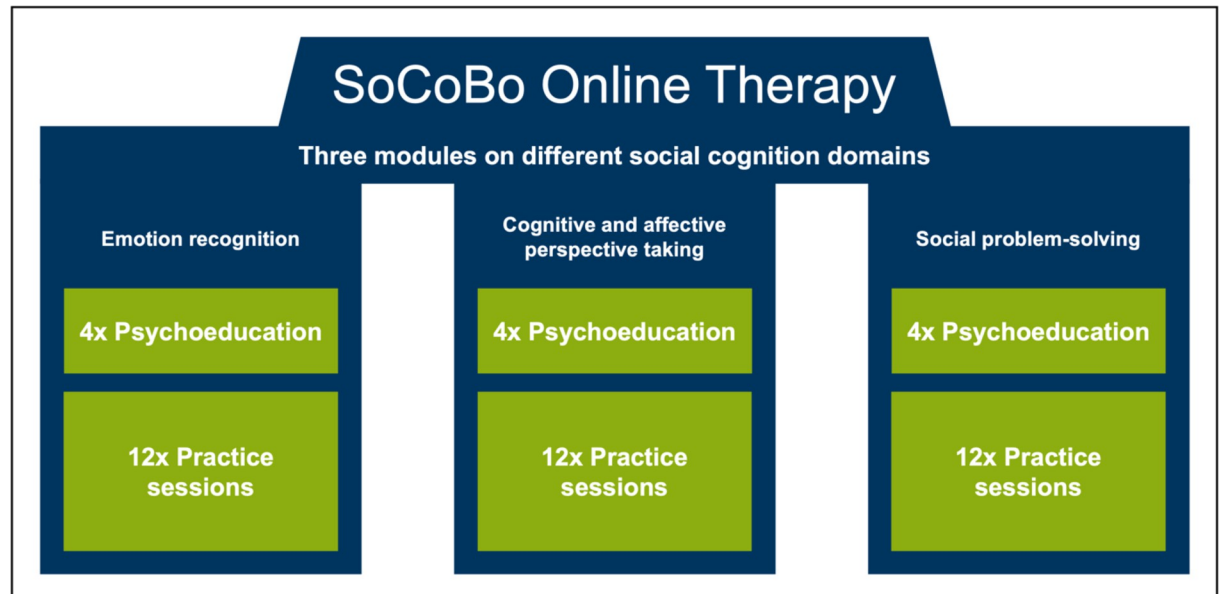 SoCoBo Online Therapy
Three modules on different social cognition domains
Emotion recognition
4x Psychoeducation
12x Practice
sessions
Cognitive and affective
perspective taking
4x Psychoeducation
12x Practice
sessions
Social problem-solving
4x Psychoeducation
12x Practice
sessions